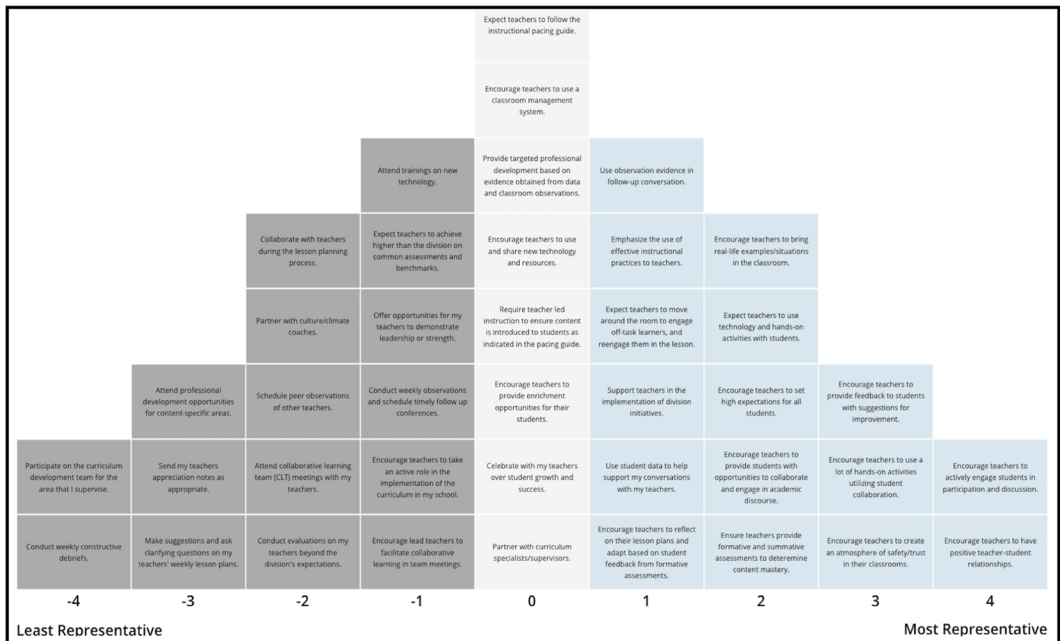 Expect teachers to follow the
instructional pacing guide.
Encourage teachers to use a
classroom management
system.
Attend trainings on new
technology.
Provide targeted professional
development based on
evidence obtained from data
and classroom observations.
Use observation evidence in
follow-up conversation.
Collaborate with teachers
during the lesson planning
process.
Expect teachers to achieve
higher than the division on
common assessments and
benchmarks.
Encourage teachers to use
and share new technology
and resources.
Emphasize the use of
effective instructional
practices to teachers.
Encourage teachers to bring
real-life examples/situations
in the classroom.
Partner with culture/climate
coaches.
Offer opportunities for my
teachers to demonstrate
leadership or strength.
Require teacher led
instruction to ensure content
is introduced to students as
indicated in the pacing guide.
Expect teachers to move
around the room to engage
off-task learners, and
reengage them in the lesson.
Expect teachers to use
technology and hands-on
activities with students.
Attend professional
development opportunities
for content-specific areas.
Schedule peer observations
of other teachers.
Conduct weekly observations
and schedule timely follow up
conferences.
Encourage teachers to
provide enrichment
opportunities for their
students.
Support teachers in the
implementation of division
initiatives.
Encourage teachers to set
high expectations for all
students.
Encourage teachers to
provide feedback to students
with suggestions for
improvement.
Participate on the curriculum
development team for the
area that I supervise.
Send my teachers
appreciation notes as
appropriate.
Attend collaborative learning
team (CLT) meetings with my
teachers.
Encourage teachers to take
an active role in the
implementation of the
curriculum in my school.
Celebrate with my teachers
over student growth and
success.
Use student data to help
support my conversations
with my teachers.
Encourage teachers to
provide students with
opportunities to collaborate
and engage in academic
discourse.
Encourage teachers to use a
lot of hands-on activities
utilizing student
collaboration.
Encourage teachers to
actively engage students in
participation and discussion.
Conduct weekly constructive
debriefs.
Make suggestions and ask
clarifying questions on my
teachers' weekly lesson plans.
Conduct evaluations on my
teachers beyond the
division's expectations.
Encourage lead teachers to
facilitate collaborative
learning in team meetings.
Partner with curriculum
specialists/supervisors.
Encourage teachers to reflect
on their lesson plans and
adapt based on student
feedback from formative
assessments.
Ensure teachers provide
formative and summative
assessments to deteremine
content mastery.
Encourage teachers to create
an atmosphere of safety/trust
in their classrooms.
Encourage teachers to have
positive teacher-student
relationships.
-4 -3 -2 -1 0 1 2 3 4
Least Representative Most Representative